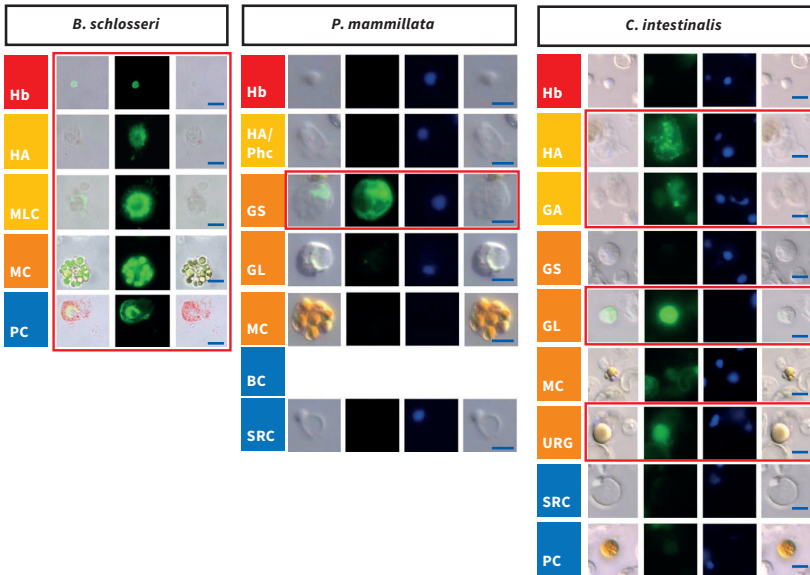 B. schlosseri
Hb
HA
MLC
MC
PC
P. mammillata
Hb
HA/
Phc
GS
GL
MC
BC
SRC
C. intestinalis
Hb
HA
GA
GS
GL
MC
URG
SRC
PC